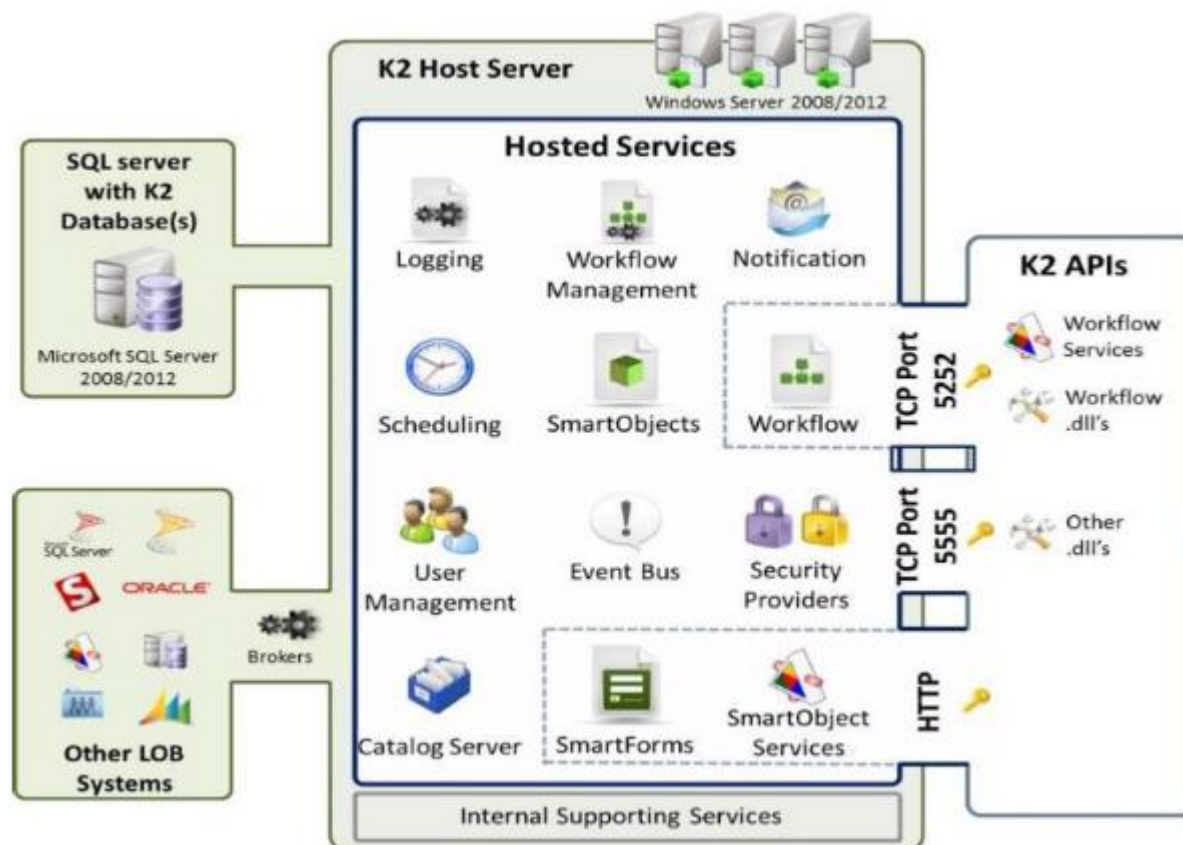 K2 Host Server
Windows Server 2008/2012
SQL server
with K2
Database(s)
Microsoft SQL Server
2008/2012
Hosted Services
Logging
Workflow
Management
Notification
Scheduling
SmartObjects
Workflow
User
Management
Event Bus
Security
Providers
Catalog Server
SmartForms
SmartObject
Services
Internal Supporting Services
SQL Server
ORACLE
Brokers
Other LOB
Systems
TCP Port
5252
TCP Port
5555
HTTP
K2 APIs
Workflow
Services
Workflow
.dll's
Other
.dll's